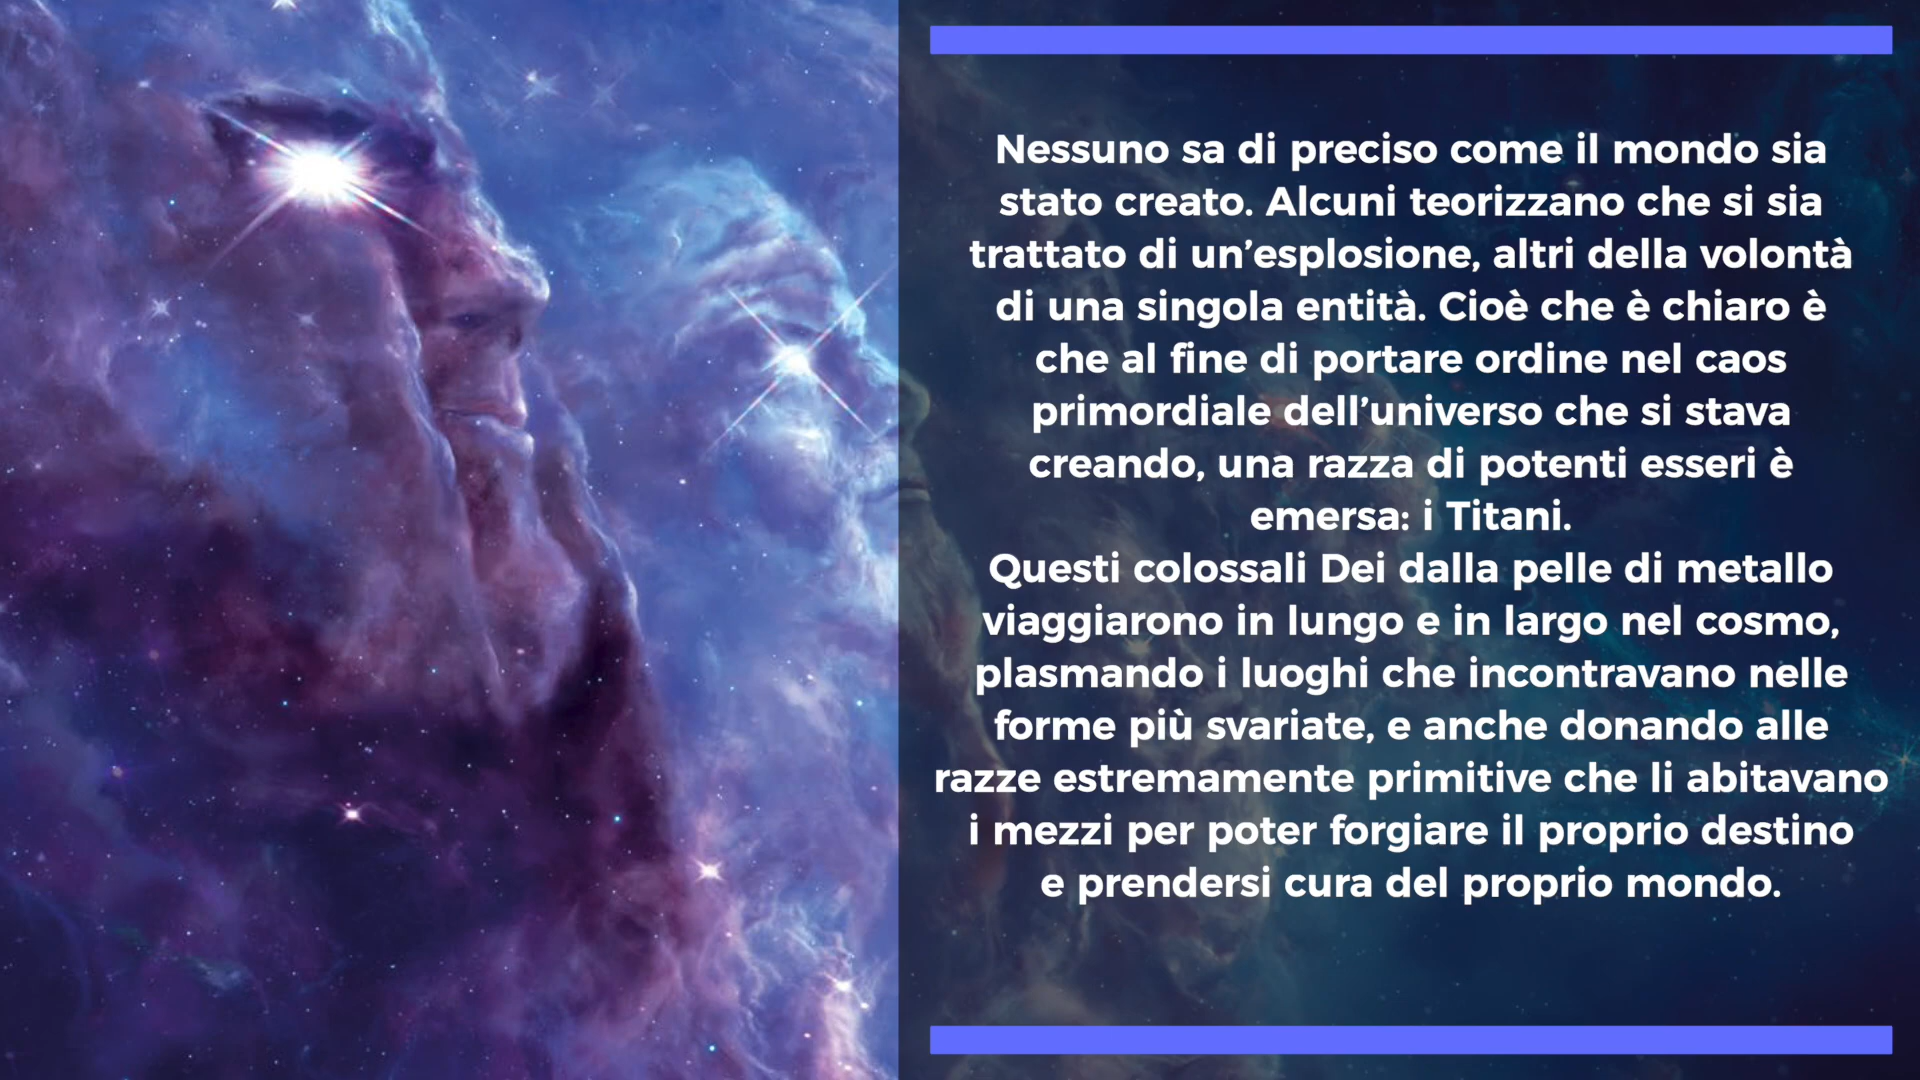 Nessuno sa di preciso come il mondo sia
stato creato. Alcuni teorizzano che si sia
trattato di un’esplosione, altri della volontà
di una singola entità. Cioè che è chiaro è
che al fine di portare ordine nel caos
primordiale dell’universo che si stava
creando, una razza di potenti esseri è
emersa: i Titani.
Questi colossali Dei dalla pelle di metallo
viaggiarono in lungo e in largo nel cosmo,
plasmando i luoghi che incontravano nelle
forme più svariate, e anche donando alle
razze estremamente primitive che li abitavano
i mezzi per poter forgiare il proprio destino
e prendersi cura del proprio mondo.